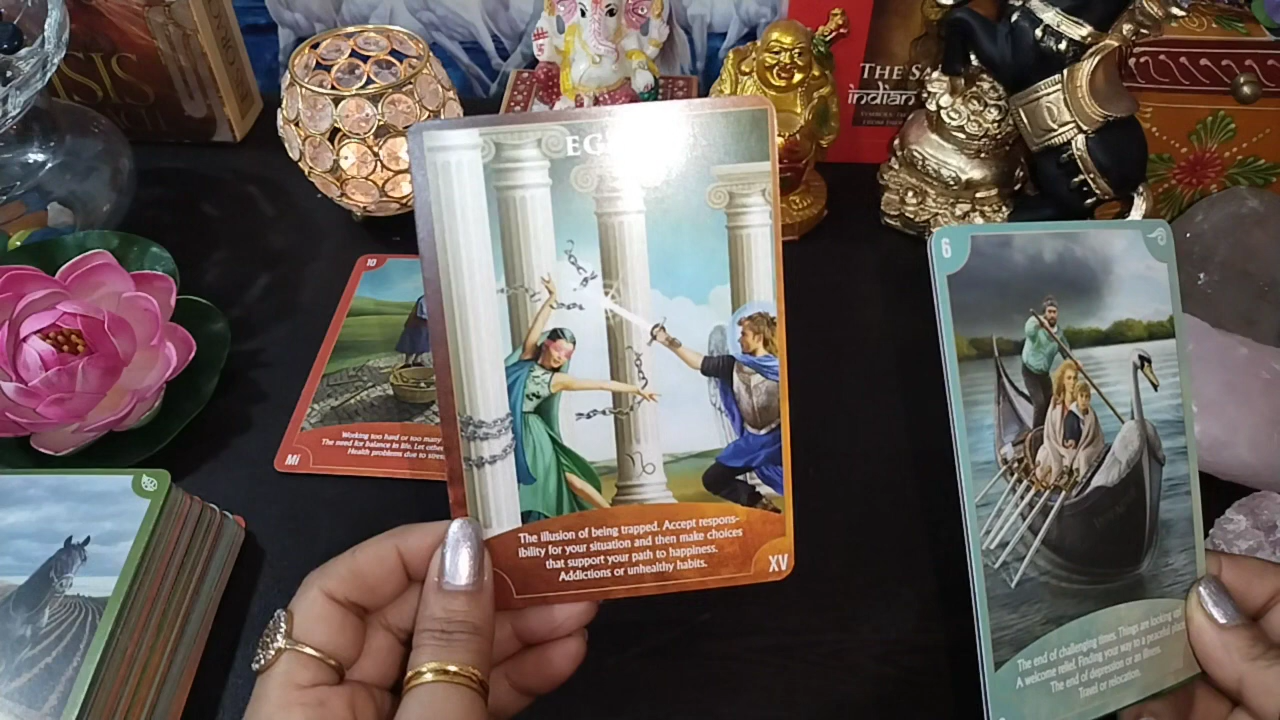 ISIS
THE SA
indian
10
Working too hard or too many
The need for balance in life. Let other
Health problems due to stre
Mi
EG
The illusion of being trapped. Accept respons-
ibility for your situation and then make choices
that support your path to happiness.
Addictions or unhealthy habits.
XV
6
The end of challenging times. Things are looking up
A welcome relief. Finding your way to a peaceful place
The end of depression or an illness.
Travel or relocation.